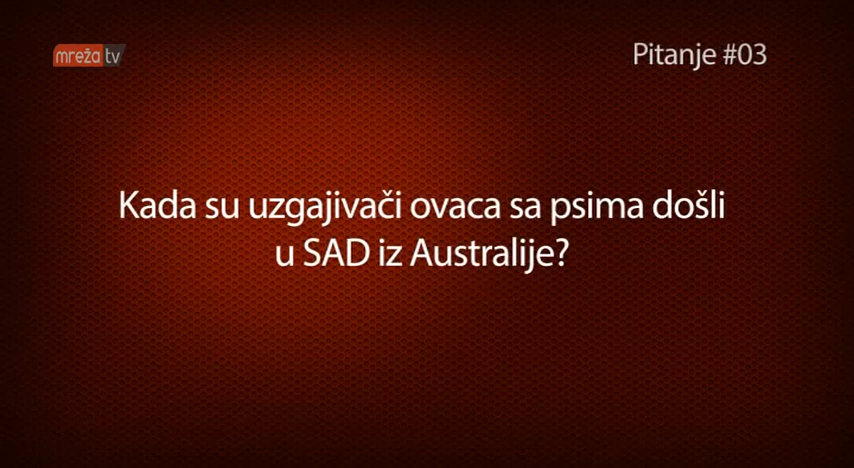 mreža tv
Pitanje #03
Kada su uzgajivači ovaca sa psima došli
u SAD iz Australije?